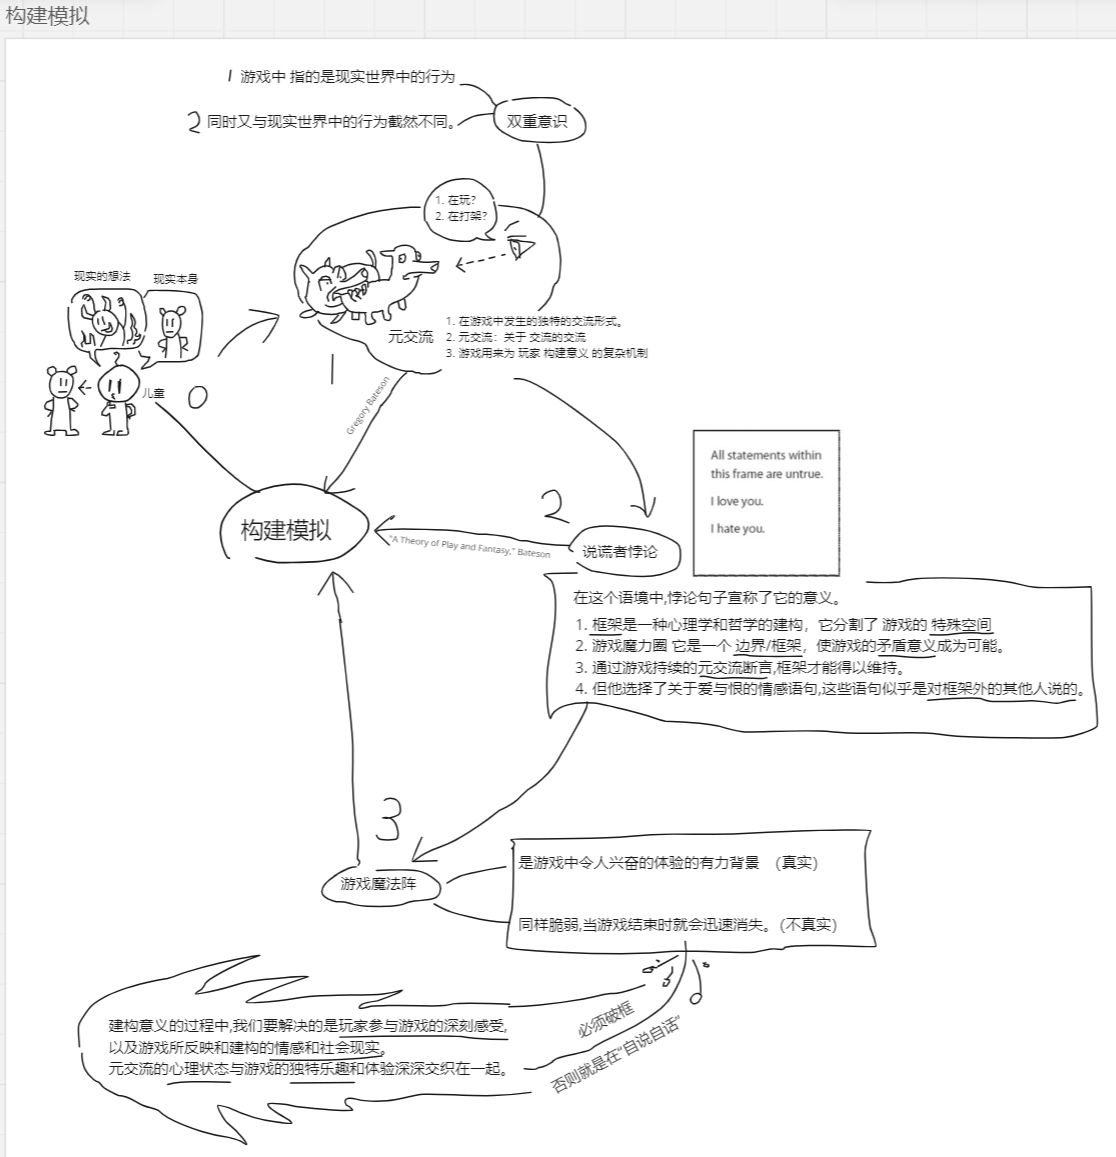 构建模拟
1 游戏中 指的是现实世界中的行为
2 同时又与现实世界中的行为截然不同。
双重意识
1. 在玩?
2. 在打架?
现实的想法
现实本身
?
儿童
0
1
元交流
1. 在游戏中发生的独特的交流形式。
2. 元交流：关于 交流的交流
3. 游戏用来为 玩家 构建意义 的复杂机制
Gregory Bateson
构建模拟
2
"A Theory of Play and Fantasy," Bateson
说谎者悖论
All statements within
this frame are untrue.
I love you.
I hate you.
在这个语境中,悖论句子宣称了它的意义。
1. 框架是一种心理学和哲学的建构，它分割了 游戏的 特殊空间
2. 游戏魔力圈 它是一个 边界/框架，使游戏的矛盾意义成为可能。
3. 通过游戏持续的元交流断言,框架才能得以维持。
4. 但他选择了关于爱与恨的情感语句,这些语句似乎是对框架外的其他人说的。
3
游戏魔法阵
是游戏中令人兴奋的体验的有力背景 （真实）
同样脆弱,当游戏结束时就会迅速消失。（不真实）
必须破框
否则就是在“自说自话”
建构意义的过程中,我们要解决的是玩家参与游戏的深刻感受,
以及游戏所反映和建构的情感和社会现实。
元交流的心理状态与游戏的独特乐趣和体验深深交织在一起。